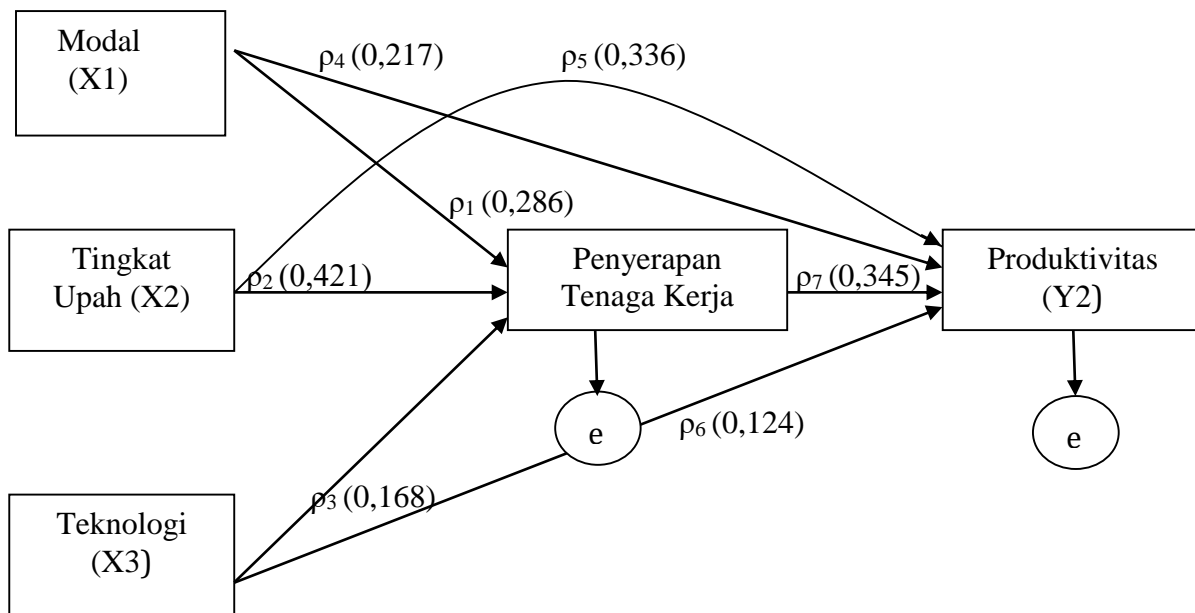 Modal
(X1)
ρ4 (0,217)
ρ5 (0,336)
ρ1 (0,286)
Tingkat
Upah (X2)
ρ2 (0,421)
Penyerapan
Tenaga Kerja
ρ7 (0,345)
Produktivitas
(Y2)
e
ρ6 (0,124)
e
ρ3 (0,168)
Teknologi
(X3)